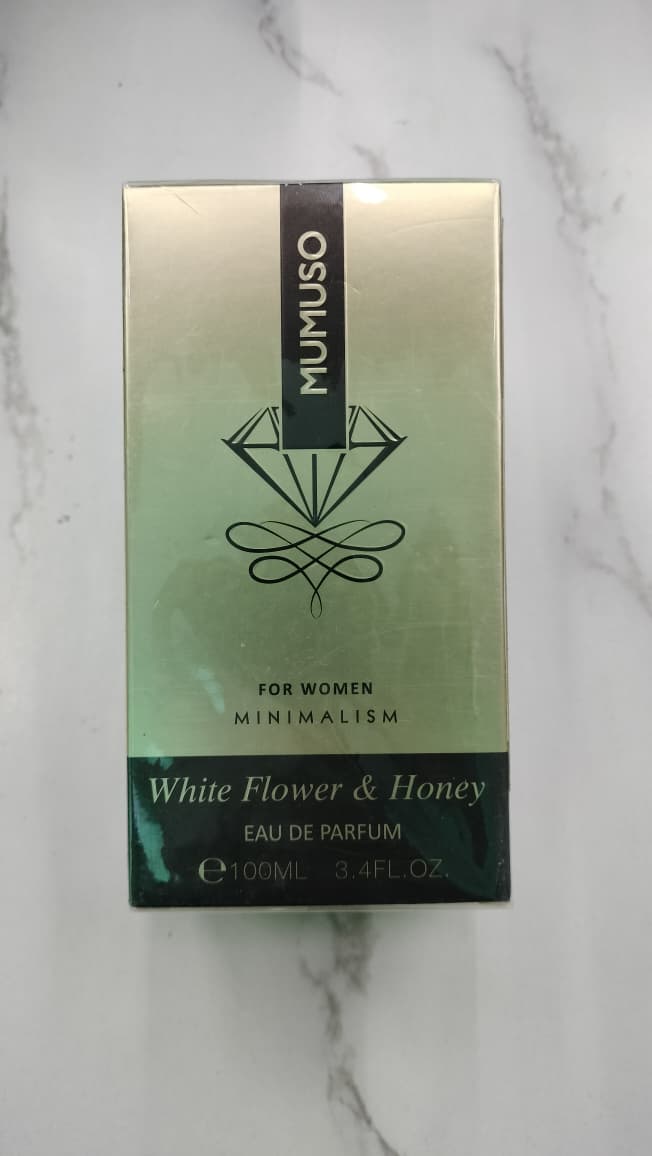 MUMUSO
FOR WOMEN
MINIMALISM
White Flower & Honey
EAU DE PARFUM
℮100ML 3.4FL.OZ.